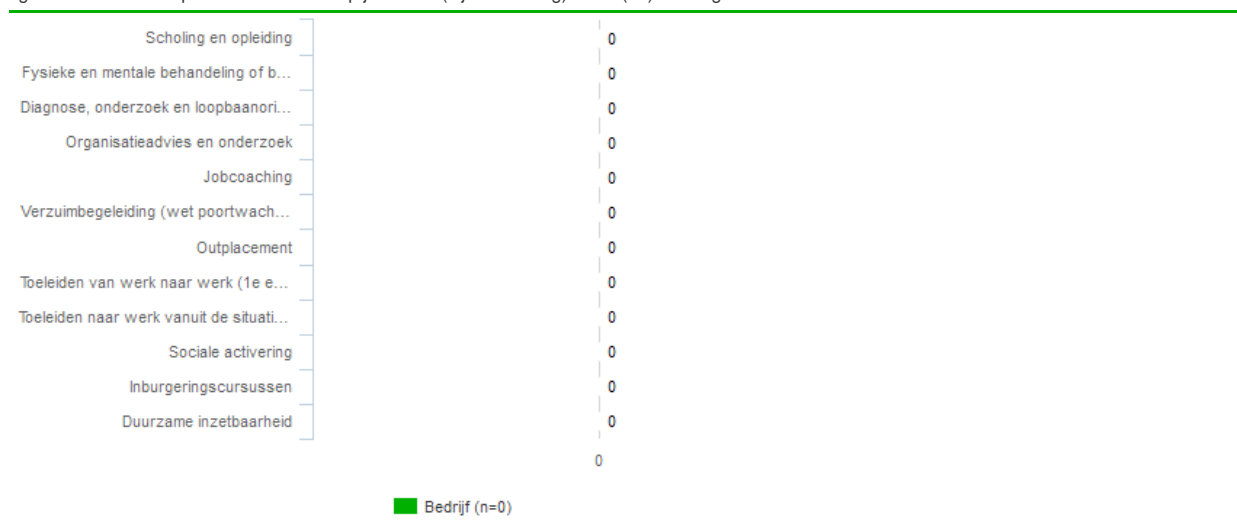 Scholing en opleiding 0
Fysieke en mentale behandeling of b... 0
Diagnose, onderzoek en loopbaanori... 0
Organisatieadvies en onderzoek 0
Jobcoaching 0
Verzuimbegeleiding (wet poortwach... 0
Outplacement 0
Toeleiden van werk naar werk (1e e... 0
Toeleiden naar werk vanuit de situati... 0
Sociale activering 0
Inburgeringscursussen 0
Duurzame inzetbaarheid 0
0
Bedrijf (n=0)